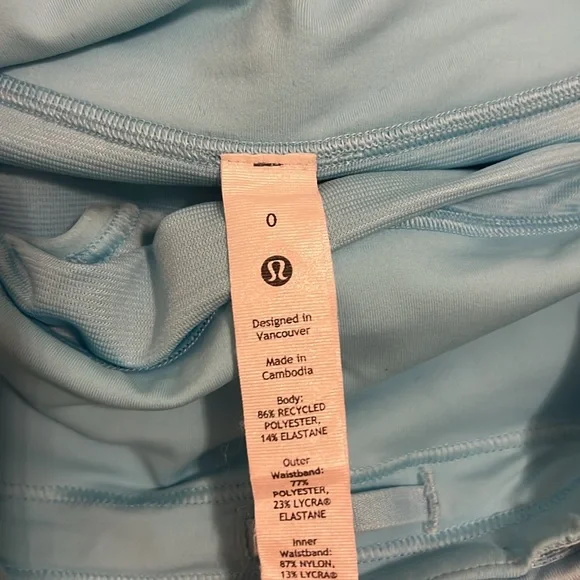 0
Designed in
Vancouver
Made in
Cambodia
Body:
86% RECYCLED
POLYESTER,
14% ELASTANE
Outer
Waistband:
77%
POLYESTER,
23% LYCRA®
ELASTANE
Inner
Waistband:
87% NYLON,
13% LYCRA®